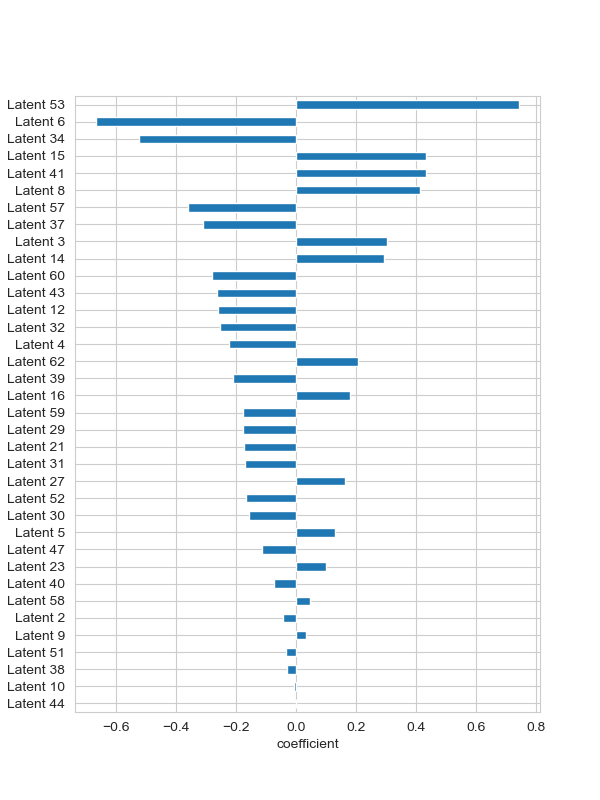 Latent 53
Latent 6
Latent 34
Latent 15
Latent 41
Latent 8
Latent 57
Latent 37
Latent 3
Latent 14
Latent 60
Latent 43
Latent 12
Latent 32
Latent 4
Latent 62
Latent 39
Latent 16
Latent 59
Latent 29
Latent 21
Latent 31
Latent 27
Latent 52
Latent 30
Latent 5
Latent 47
Latent 23
Latent 40
Latent 58
Latent 2
Latent 9
Latent 51
Latent 38
Latent 10
Latent 44
−0.6 −0.4 −0.2 0.0 0.2 0.4 0.6 0.8
coefficient